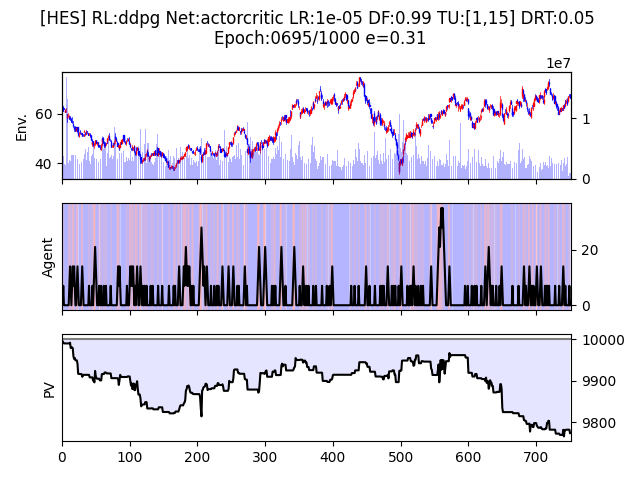 [HES] RL:ddpg Net:actorcritic LR:1e-05 DF:0.99 TU:[1,15] DRT:0.05
Epoch:0695/1000 e=0.31
1e7
Env.
60
40
1
0
Agent
20
0
PV
10000
9900
9800
0 100 200 300 400 500 600 700